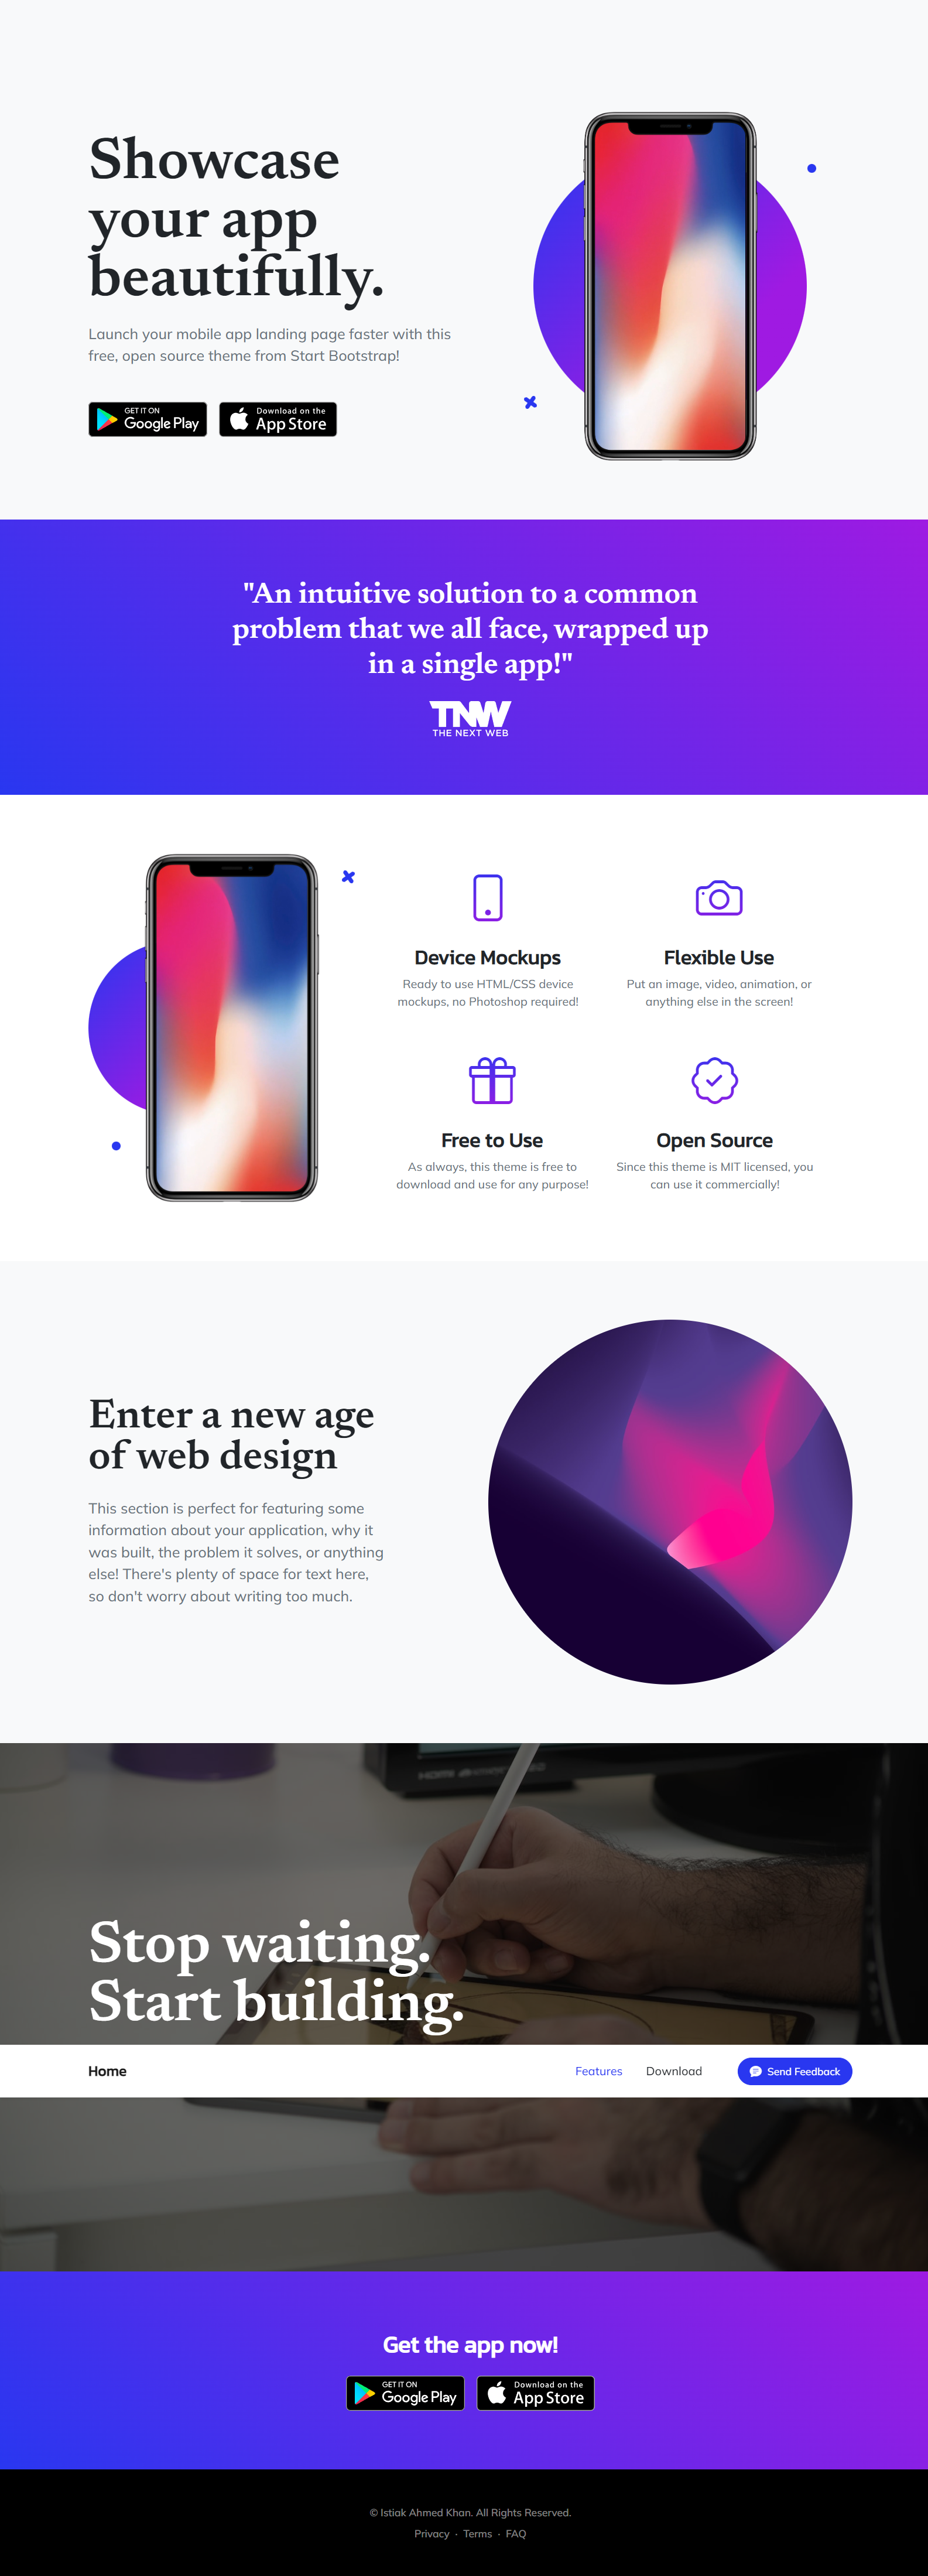 Showcase
your app
beautifully.
Launch your mobile app landing page faster with this
free, open source theme from Start Bootstrap!
GET IT ON
Google Play
Download on the
App Store
"An intuitive solution to a common
problem that we all face, wrapped up
in a single app!"
TNW
THE NEXT WEB
Device Mockups
Ready to use HTML/CSS device
mockups, no Photoshop required!
Flexible Use
Put an image, video, animation, or
anything else in the screen!
Free to Use
As always, this theme is free to
download and use for any purpose!
Open Source
Since this theme is MIT licensed, you
can use it commercially!
Enter a new age
of web design
This section is perfect for featuring some
information about your application, why it
was built, the problem it solves, or anything
else! There's plenty of space for text here,
so don't worry about writing too much.
Stop waiting.
Start building.
Home
Features
Download
Send Feedback
Get the app now!
GET IT ON
Google Play
Download on the
App Store
© Istiak Ahmed Khan. All Rights Reserved.
Privacy · Terms · FAQ